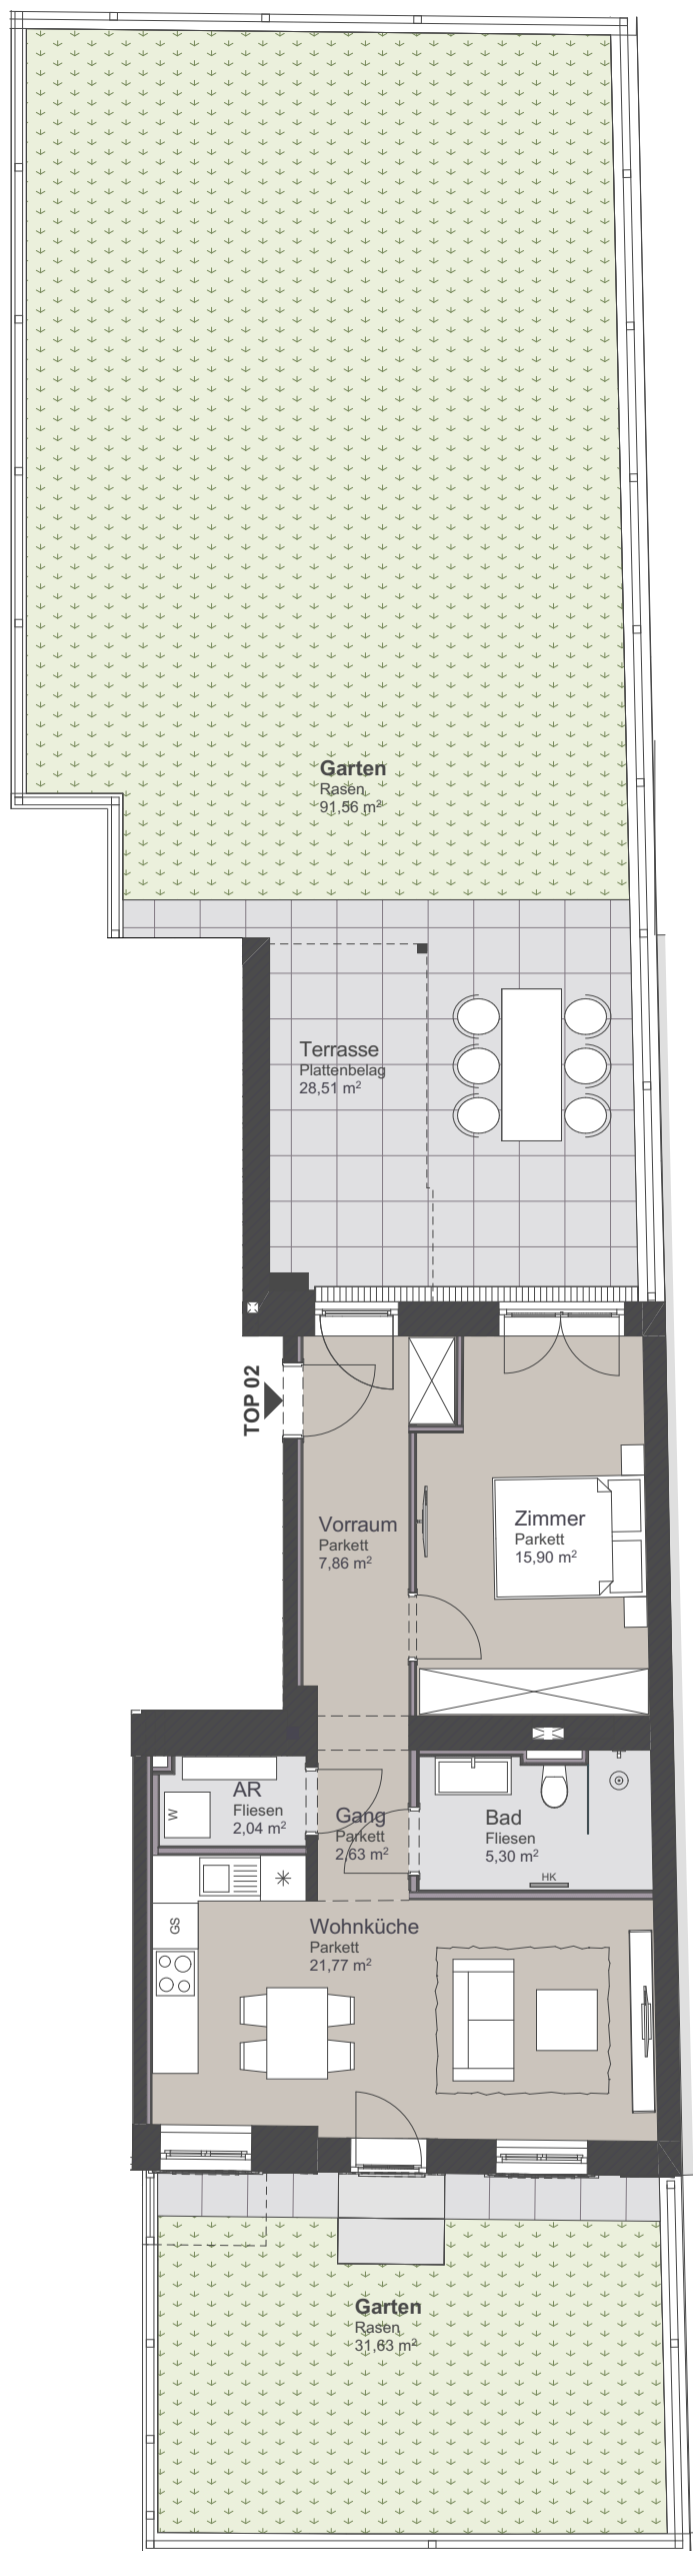 Garten
Rasen
91,56 m²
Terrasse
Plattenbelag
28,51 m²
TOP 02
Vorraum
Parkett
7,86 m²
Zimmer
Parkett
15,90 m²
AR
Fliesen
2,04 m²
W
Gang
Parkett
2,63 m²
Bad
Fliesen
5,30 m²
HK
GS
Wohnküche
Parkett
21,77 m²
Garten
Rasen
31,63 m²